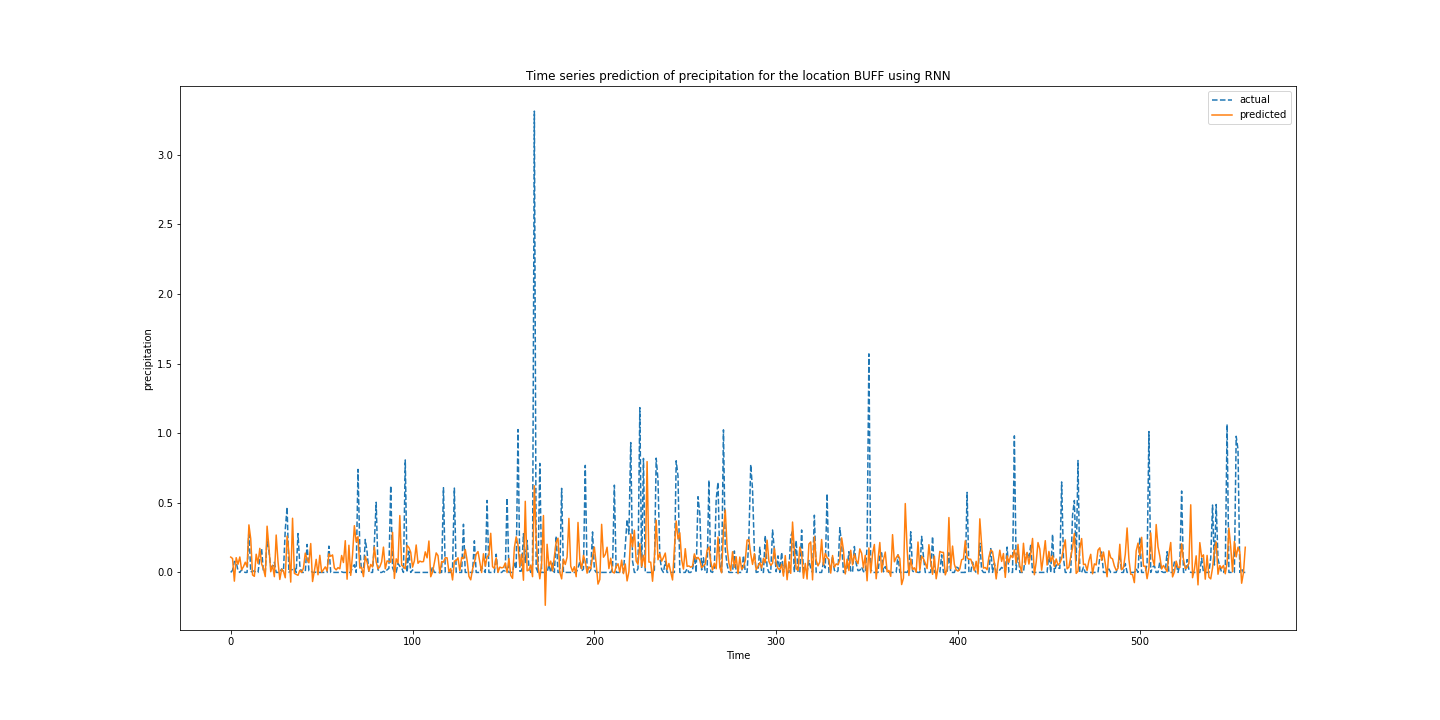 Time series prediction of precipitation for the location BUFF using RNN
actual
predicted
3.0
2.5
2.0
1.5
1.0
0.5
0.0
precipitation
0 100 200 300 400 500
Time